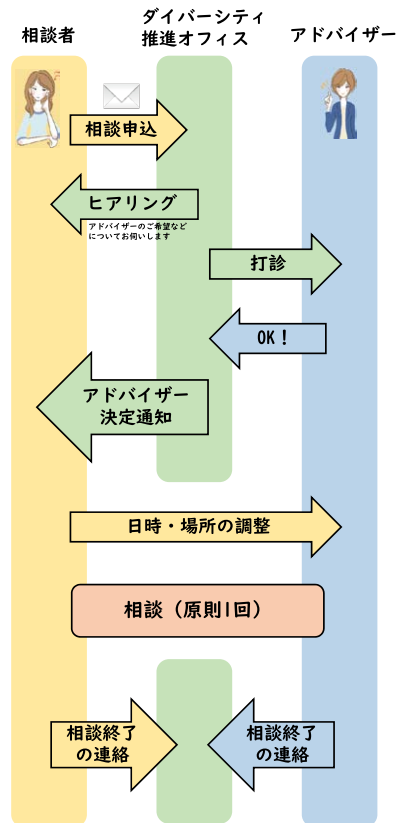 相談者
ダイバーシティ
推進オフィス
アドバイザー
相談申込
ヒアリング
アドバイザーのご希望など
についてお伺いします
打診
OK！
アドバイザー
決定通知
日時・場所の調整
相談（原則1回）
相談終了
の連絡
相談終了
の連絡